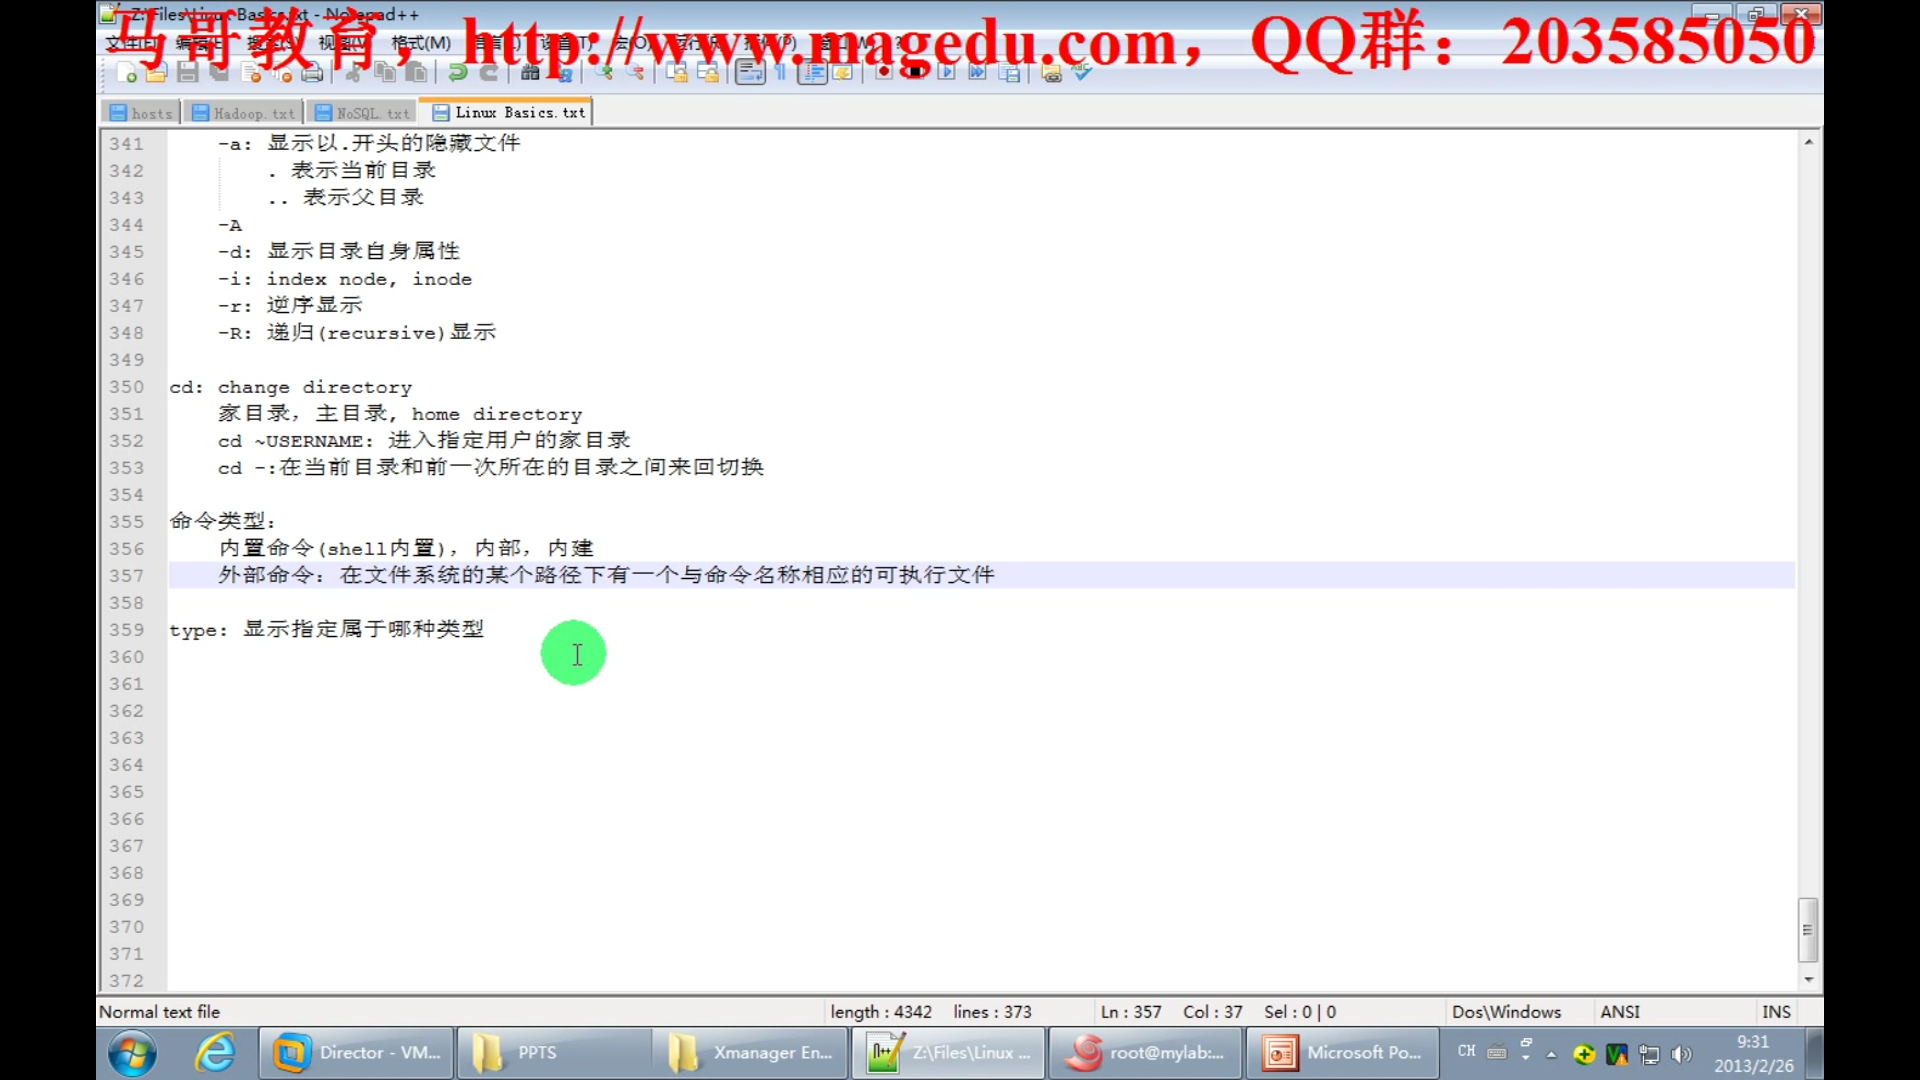 Z:\Files\Linux Basics.txt - Notepad++
马哥教育，http://www.magedu.com，QQ群：203585050
格式(M)
hosts
Hadoop.txt
NoSQL.txt
Linux Basics.txt
341 -a: 显示以.开头的隐藏文件
342 . 表示当前目录
343 .. 表示父目录
344 -A
345 -d: 显示目录自身属性
346 -i: index node, inode
347 -r: 逆序显示
348 -R: 递归(recursive)显示
349
350 cd: change directory
351 家目录，主目录, home directory
352 cd ~USERNAME: 进入指定用户的家目录
353 cd -:在当前目录和前一次所在的目录之间来回切换
354
355 命令类型：
356 内置命令(shell内置)，内部，内建
357 外部命令：在文件系统的某个路径下有一个与命令名称相应的可执行文件
358
359 type: 显示指定属于哪种类型
360
361
362
363
364
365
366
367
368
369
370
371
372
Normal text file
length : 4342 lines : 373
Ln : 357 Col : 37 Sel : 0 | 0
Dos\Windows
ANSI
INS
Director - VM...
PPTS
Xmanager En...
Z:\Files\Linux ...
root@mylab:...
Microsoft Po...
CH
9:31
2013/2/26